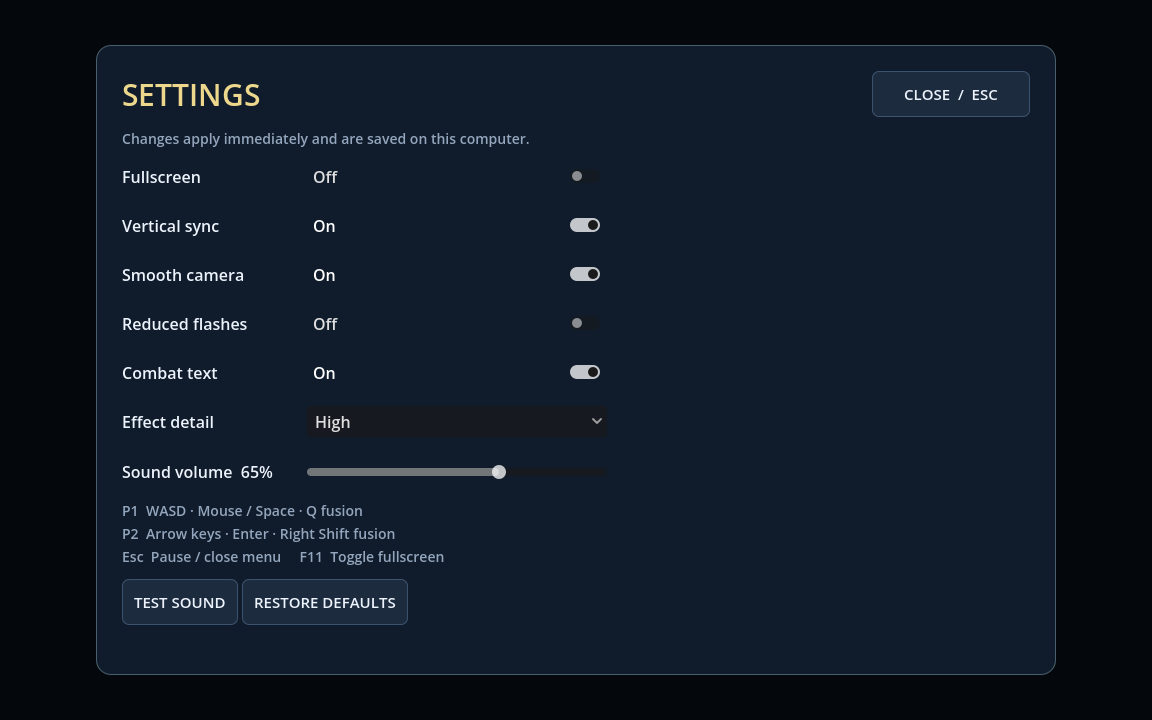 SETTINGS
CLOSE / ESC
Changes apply immediately and are saved on this computer.
Fullscreen Off
Vertical sync On
Smooth camera On
Reduced flashes Off
Combat text On
Effect detail High
Sound volume 65%
P1 WASD · Mouse / Space · Q fusion
P2 Arrow keys · Enter · Right Shift fusion
Esc Pause / close menu F11 Toggle fullscreen
TEST SOUND RESTORE DEFAULTS